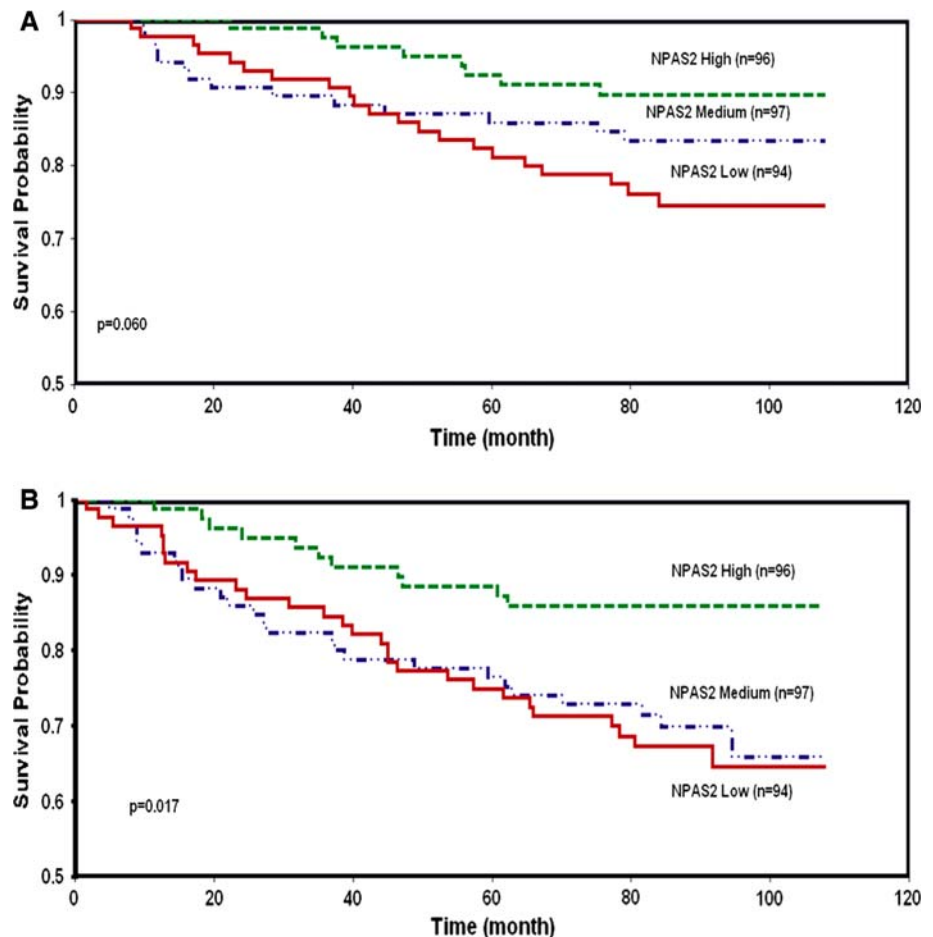 A
1
NPAS2 High (n=96)
0.9
NPAS2 Medium (n=97)
0.8
NPAS2 Low (n=94)
0.7
0.6
p=0.060
0.5
0 20 40 60 80 100 120
Survival Probability
Time (month)
B
1
NPAS2 High (n=96)
0.9
0.8
NPAS2 Medium (n=97)
0.7
NPAS2 Low (n=94)
0.6
p=0.017
0.5
0 20 40 60 80 100 120
Survival Probability
Time (month)